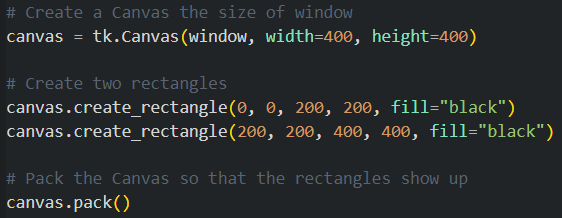 # Create a Canvas the size of window
canvas = tk.Canvas(window, width=400, height=400)
# Create two rectangles
canvas.create_rectangle(0, 0, 200, 200, fill="black")
canvas.create_rectangle(200, 200, 400, 400, fill="black")
# Pack the Canvas so that the rectangles show up
canvas.pack()